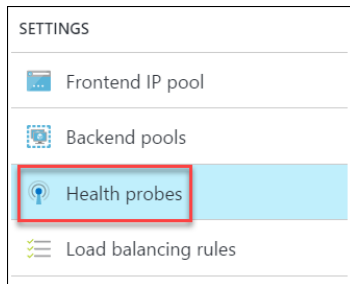 SETTINGS
Frontend IP pool
Backend pools
Health probes
Load balancing rules